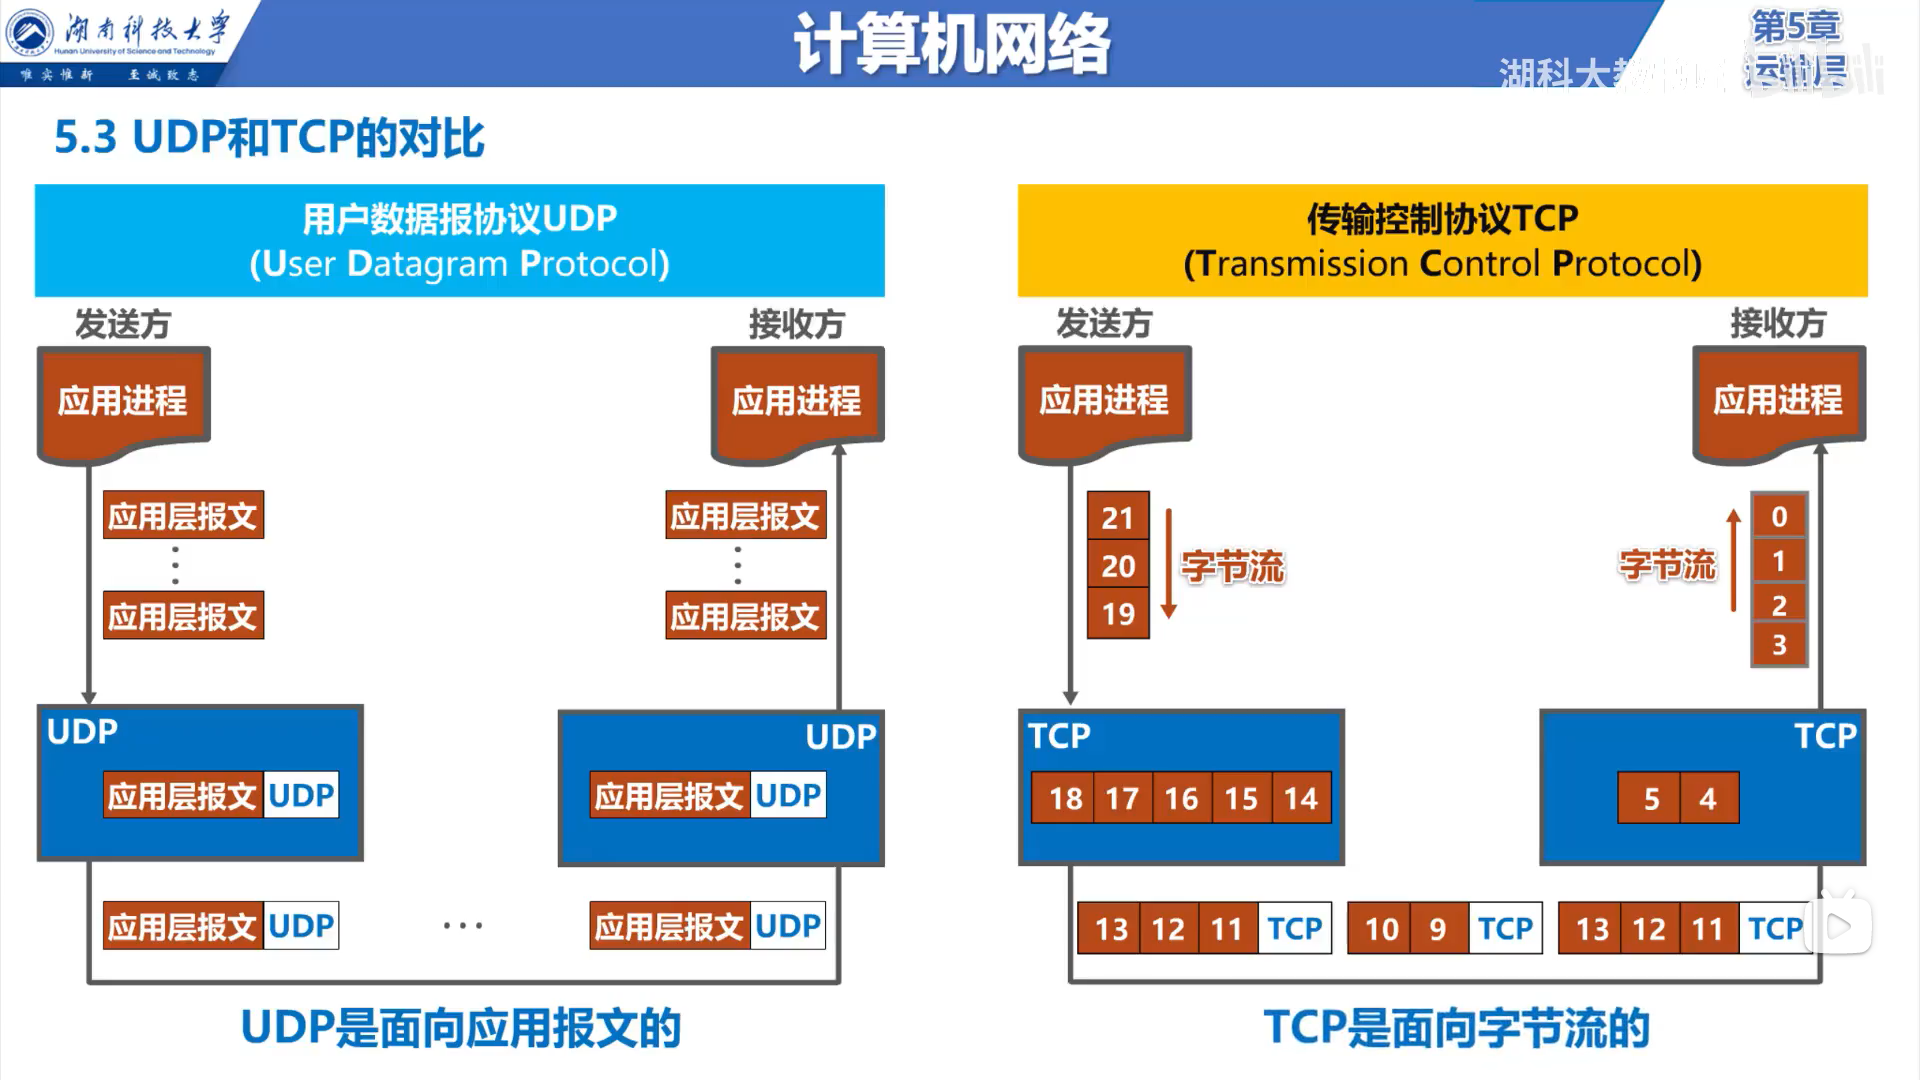 湖南科技大学
Hunan University of Science and Technology
唯实惟新 至诚致志
计算机网络
第5章
运输层
湖科大教
5.3 UDP和TCP的对比
用户数据报协议UDP
(User Datagram Protocol)
发送方
接收方
应用进程
应用进程
应用层报文
应用层报文
应用层报文
应用层报文
UDP
UDP
应用层报文 UDP
应用层报文 UDP
应用层报文 UDP
...
应用层报文 UDP
UDP是面向应用报文的
传输控制协议TCP
(Transmission Control Protocol)
发送方
接收方
应用进程
应用进程
21
20
19
字节流
字节流
0
1
2
3
TCP
TCP
18 17 16 15 14
5 4
13 12 11 TCP
10 9 TCP
13 12 11 TCP
TCP是面向字节流的